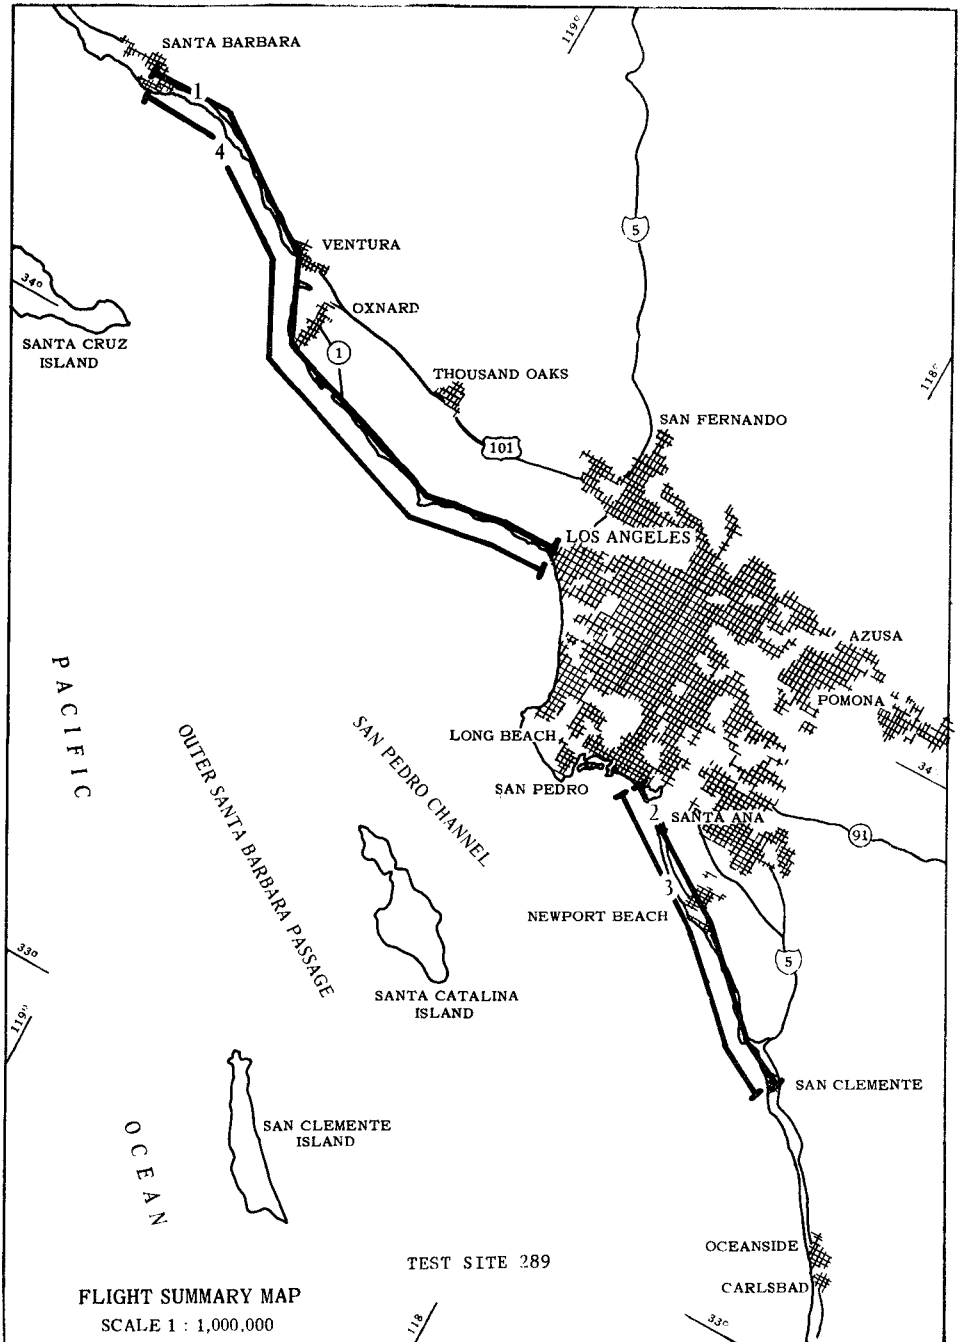 SANTA BARBARA
119°
1
4
5
VENTURA
34°
OXNARD
SANTA CRUZ
ISLAND
1
THOUSAND OAKS
118°
SAN FERNANDO
101
LOS ANGELES
AZUSA
PACIFIC
POMONA
OUTER SANTA BARBARA PASSAGE
SAN PEDRO CHANNEL
LONG BEACH
34
SAN PEDRO
2
SANTA ANA
91
3
NEWPORT BEACH
33°
5
SANTA CATALINA
ISLAND
119°
SAN CLEMENTE
SAN CLEMENTE
ISLAND
OCEAN
OCEANSIDE
TEST SITE 289
CARLSBAD
FLIGHT SUMMARY MAP
SCALE 1 : 1,000,000
118
33°